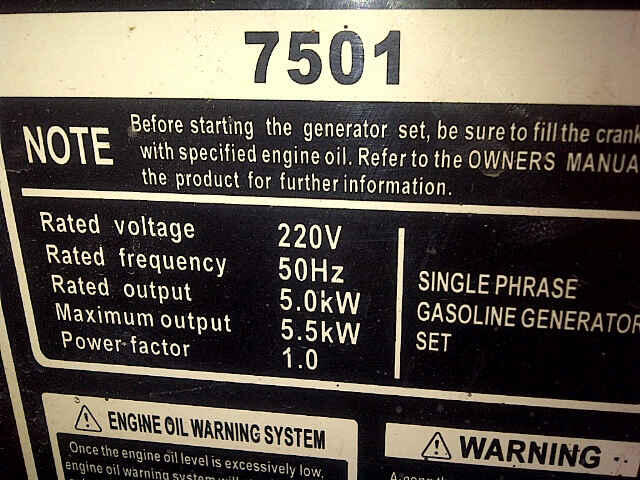 7501
NOTE
Before starting the generator set, be sure to fill the crank
with specified engine oil. Refer to the OWNERS MANUA
the product for further information.
Rated voltage 220V
Rated frequency 50Hz
Rated output 5.0kW
Maximum output 5.5kW
Power factor 1.0
SINGLE PHRASE
GASOLINE GENERATOR
SET
ENGINE OIL WARNING SYSTEM
Once the engine oil level is excessively low,
engine oil warning system will
WARNING